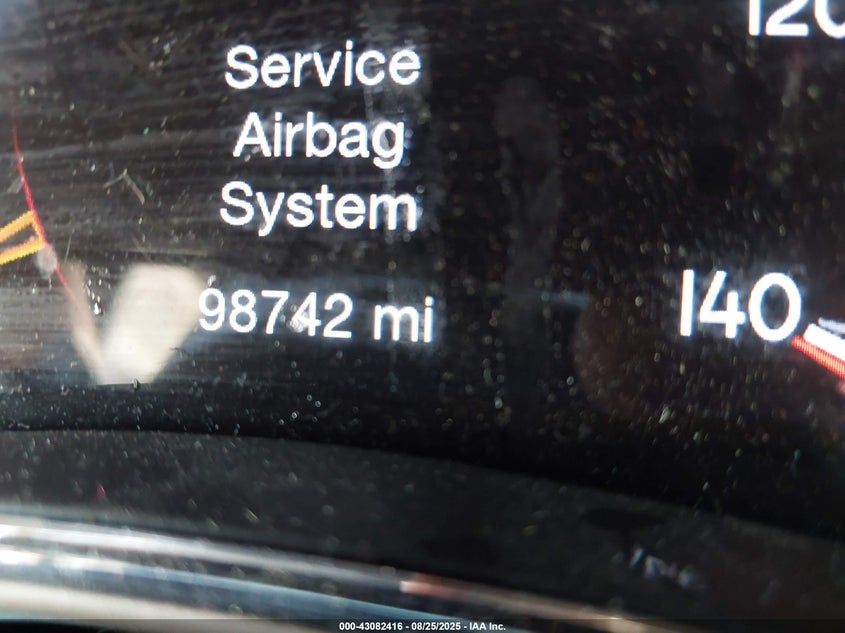 120
Service
Airbag
System
98742 mi
140
000-43082416 - 08/25/2025 - IAA Inc.